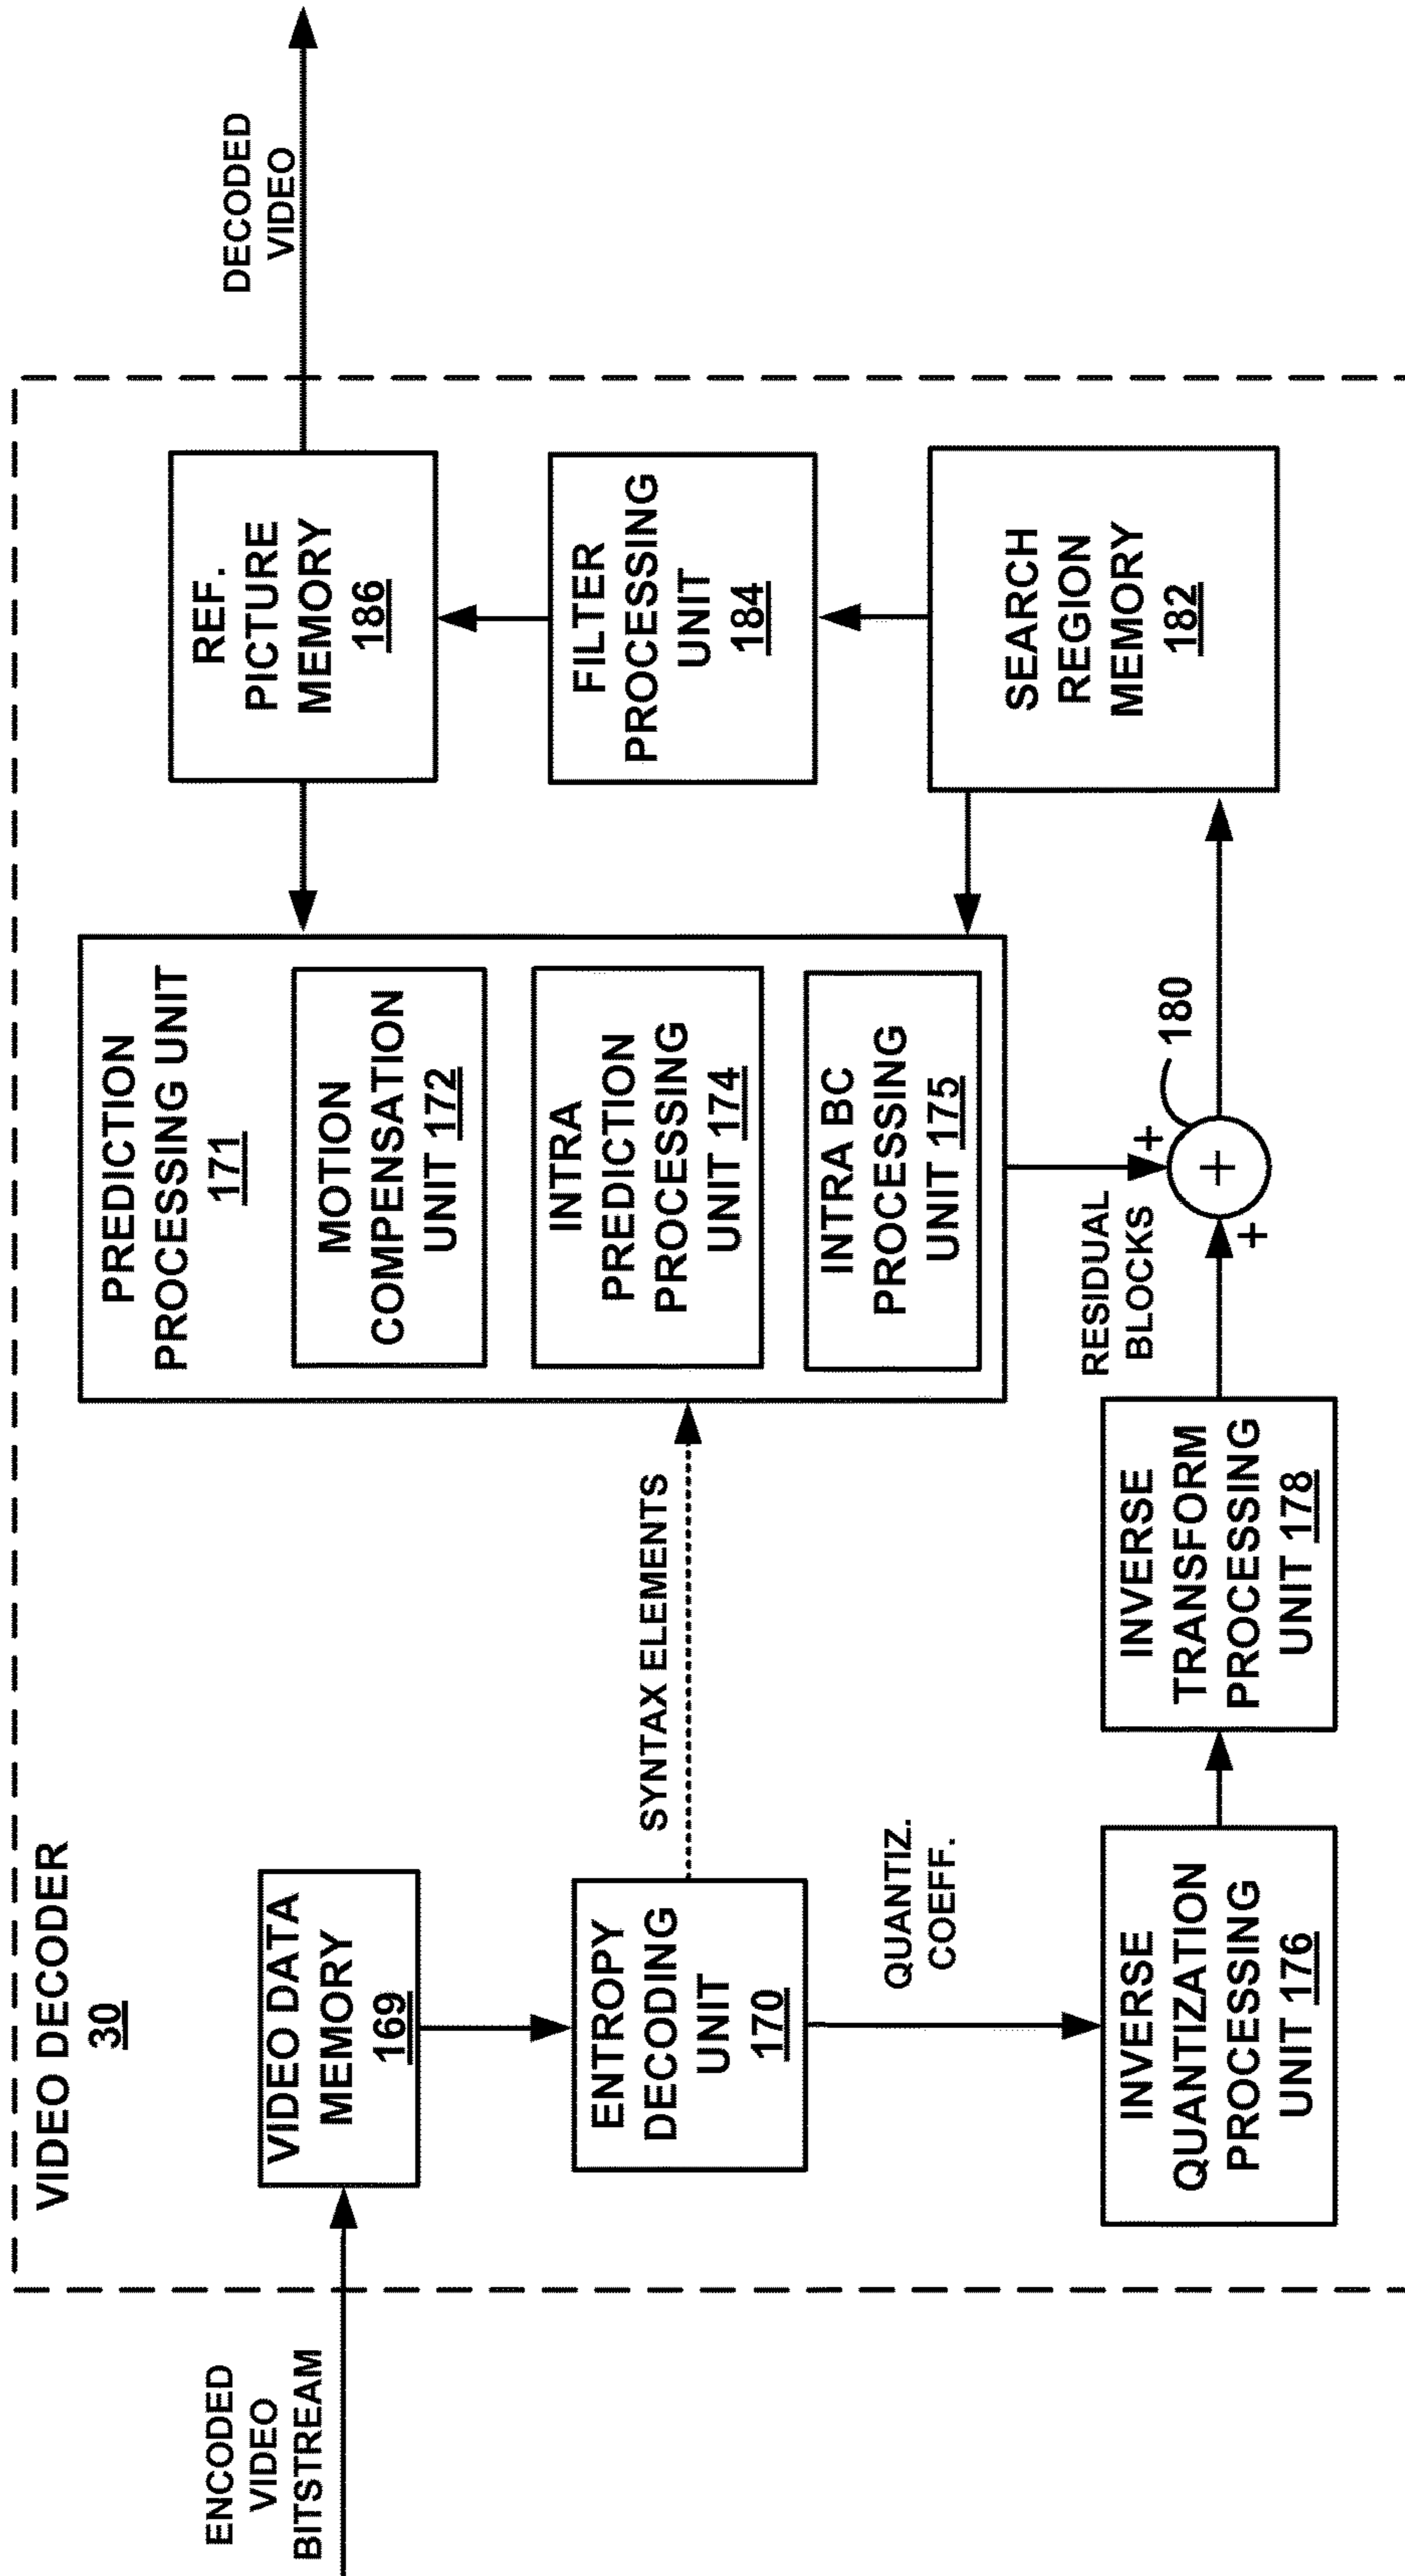 VIDEO DECODER
30
ENCODED
VIDEO
BITSTREAM
VIDEO DATA
MEMORY
169
ENTROPY
DECODING
UNIT
170
SYNTAX ELEMENTS
QUANTIZ.
COEFF.
INVERSE
QUANTIZATION
PROCESSING
UNIT 176
INVERSE
TRANSFORM
PROCESSING
UNIT 178
RESIDUAL
BLOCKS
PREDICTION
PROCESSING UNIT
171
MOTION
COMPENSATION
UNIT 172
INTRA
PREDICTION
PROCESSING
UNIT 174
INTRA BC
PROCESSING
UNIT 175
+
+
+
180
REF.
PICTURE
MEMORY
186
FILTER
PROCESSING
UNIT
184
SEARCH
REGION
MEMORY
182
DECODED
VIDEO